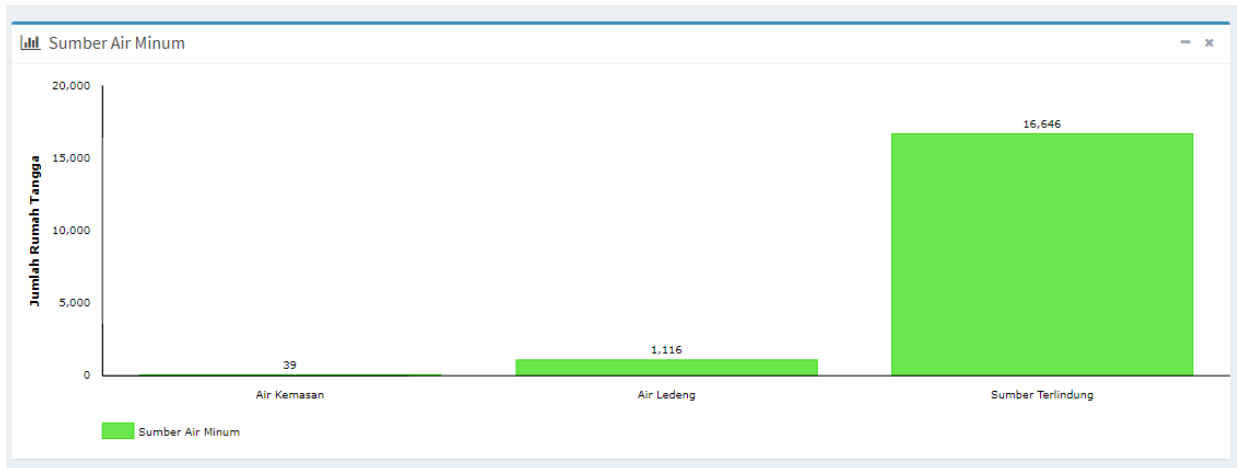 Sumber Air Minum
20,000
15,000
10,000
5,000
0
Jumlah Rumah Tangga
39
1,116
16,646
Air Kemasan
Air Ledeng
Sumber Terlindung
Sumber Air Minum